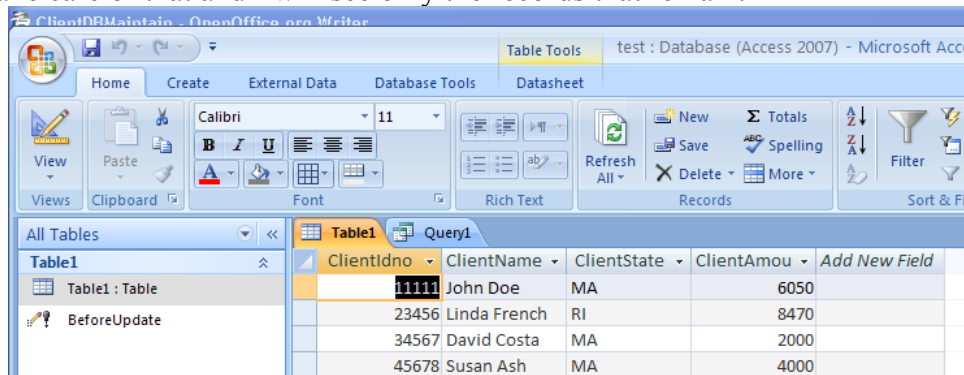 ClientDBMaintain - OpenOffice.org Writer
Table Tools test : Database (Access 2007) - Microsoft Acc
Home Create External Data Database Tools Datasheet
Calibri 11 New Σ Totals
View Paste B I U Refresh All Save ABC Spelling Filter
A ab Delete More
Views Clipboard Font Rich Text Records Sort & Fi
All Tables Table1 Query1
Table1 ClientIdno ClientName ClientState ClientAmou Add New Field
Table1 : Table 11111 John Doe MA 6050
BeforeUpdate 23456 Linda French RI 8470
34567 David Costa MA 2000
45678 Susan Ash MA 4000